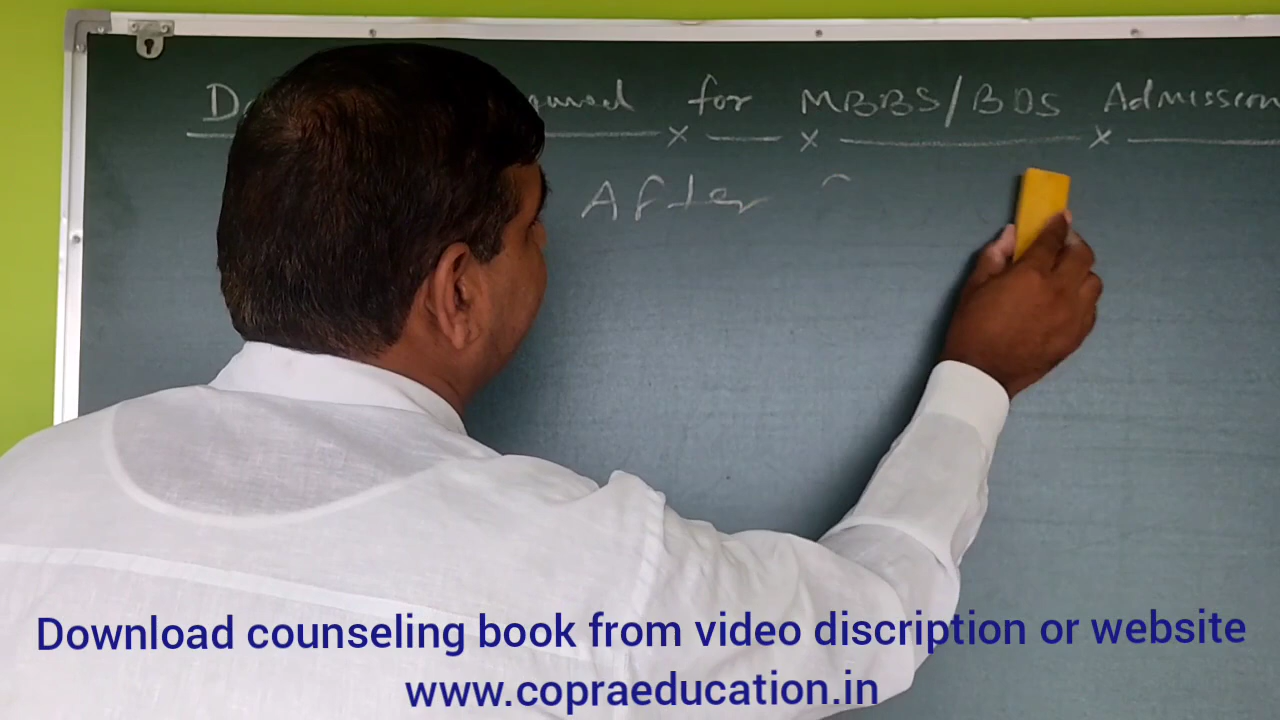 for MBBS/BDS Admission
After
Download counseling book from video discription or website
www.copraeducation.in